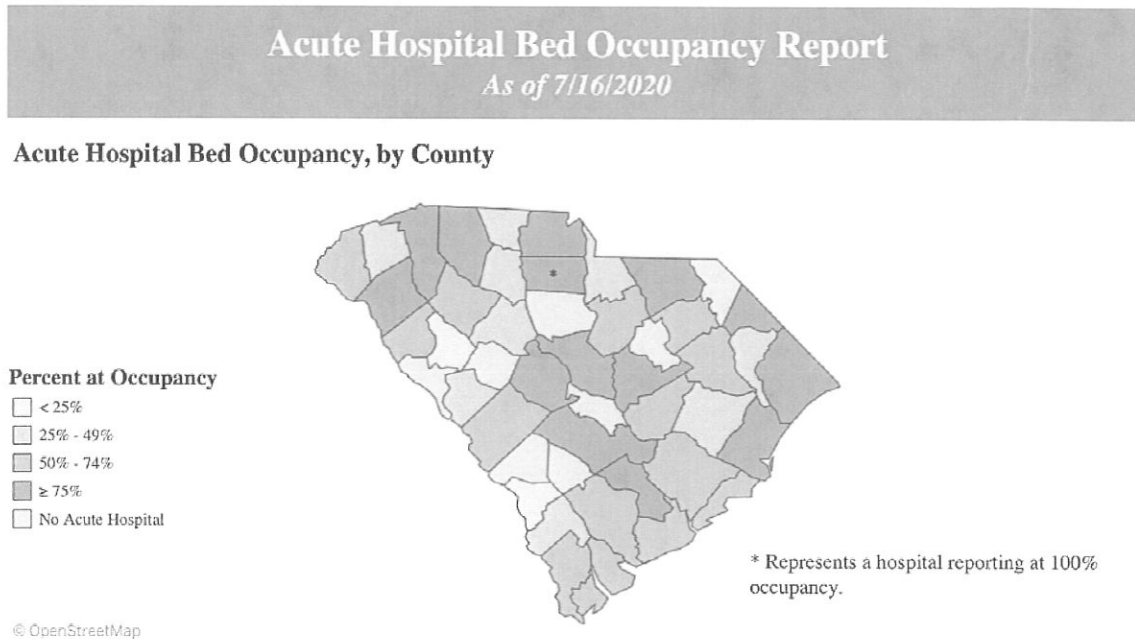 Acute Hospital Bed Occupancy Report
As of 7/16/2020
Acute Hospital Bed Occupancy, by County
*
Percent at Occupancy
< 25%
25% - 49%
50% - 74%
≥ 75%
No Acute Hospital
* Represents a hospital reporting at 100%
occupancy.
© OpenStreetMap